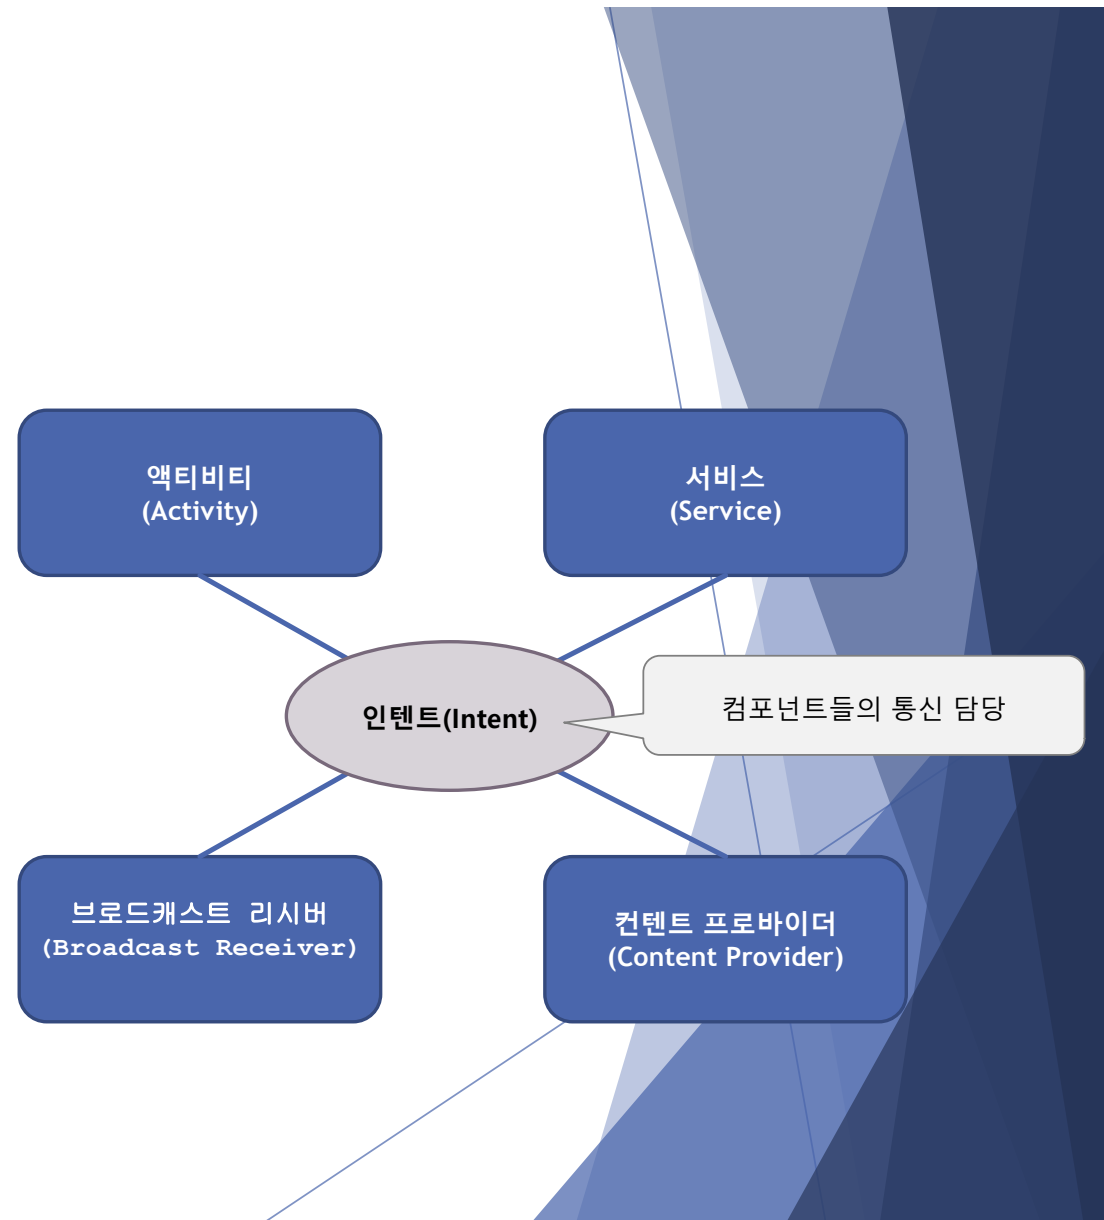 액티비티
(Activity)
서비스
(Service)
인텐트(Intent)
컴포넌트들의 통신 담당
브로드캐스트 리시버
(Broadcast Receiver)
컨텐트 프로바이더
(Content Provider)